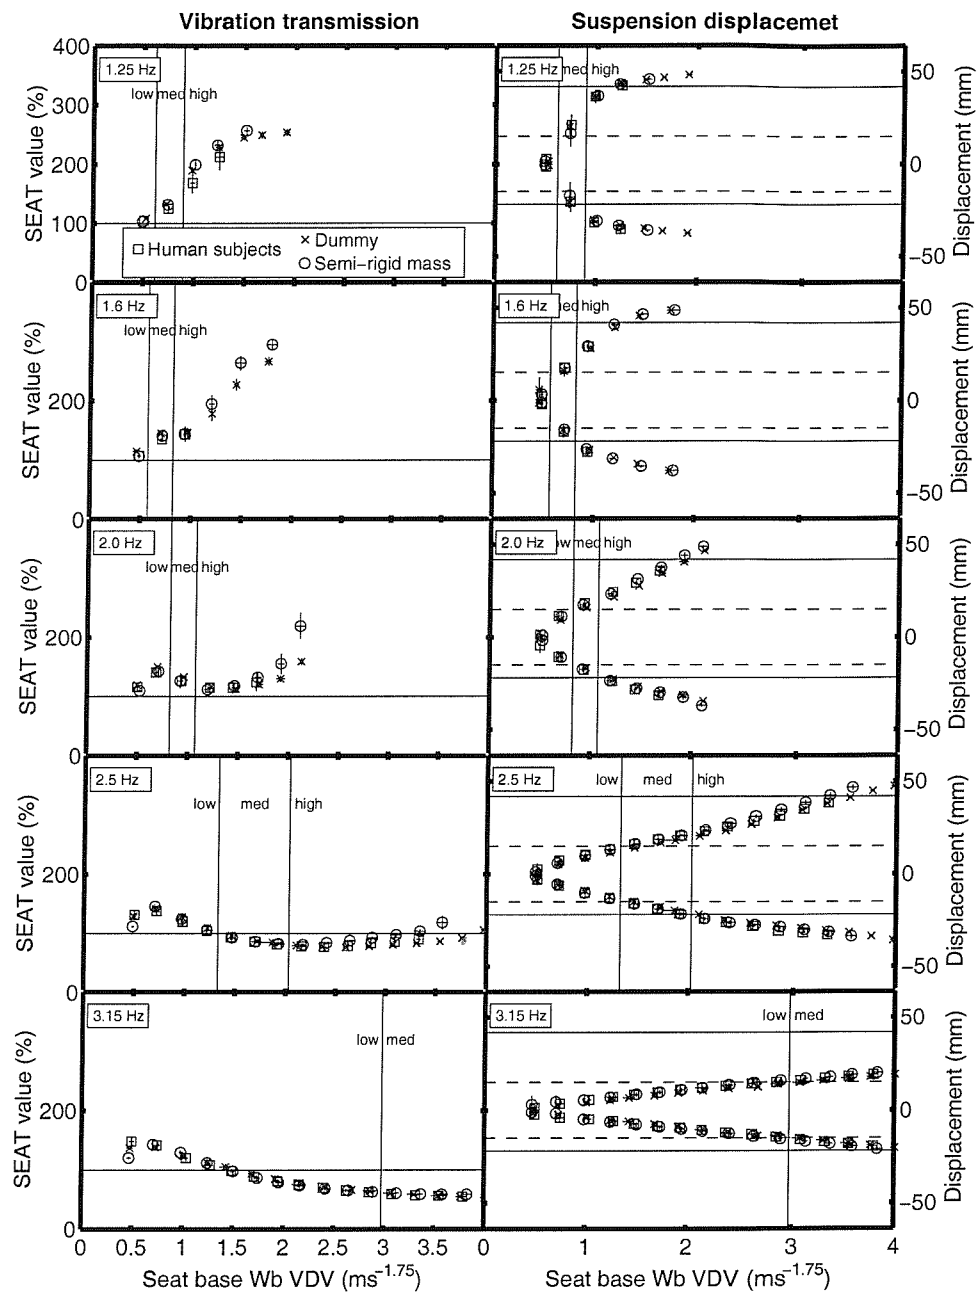 Vibration transmission
Suspension displacemet
400
300
200
100
0
SEAT value (%)
1.25 Hz
low med high
□ Human subjects × Dummy
○ Semi-rigid mass
1.25 Hz
med high
50
0
−50
Displacement (mm)
200
0
SEAT value (%)
1.6 Hz
low med high
1.6 Hz
med high
50
0
−50
Displacement (mm)
200
0
SEAT value (%)
2.0 Hz
low med high
2.0 Hz
low med high
50
0
−50
Displacement (mm)
200
0
SEAT value (%)
2.5 Hz
low med high
2.5 Hz
low med high
50
0
−50
Displacement (mm)
200
0
SEAT value (%)
3.15 Hz
low med
3.15 Hz
low med
50
0
−50
Displacement (mm)
0 0.5 1 1.5 2 2.5 3 3.5 0 1 2 3 4
Seat base Wb VDV (ms−1.75)
Seat base Wb VDV (ms−1.75)